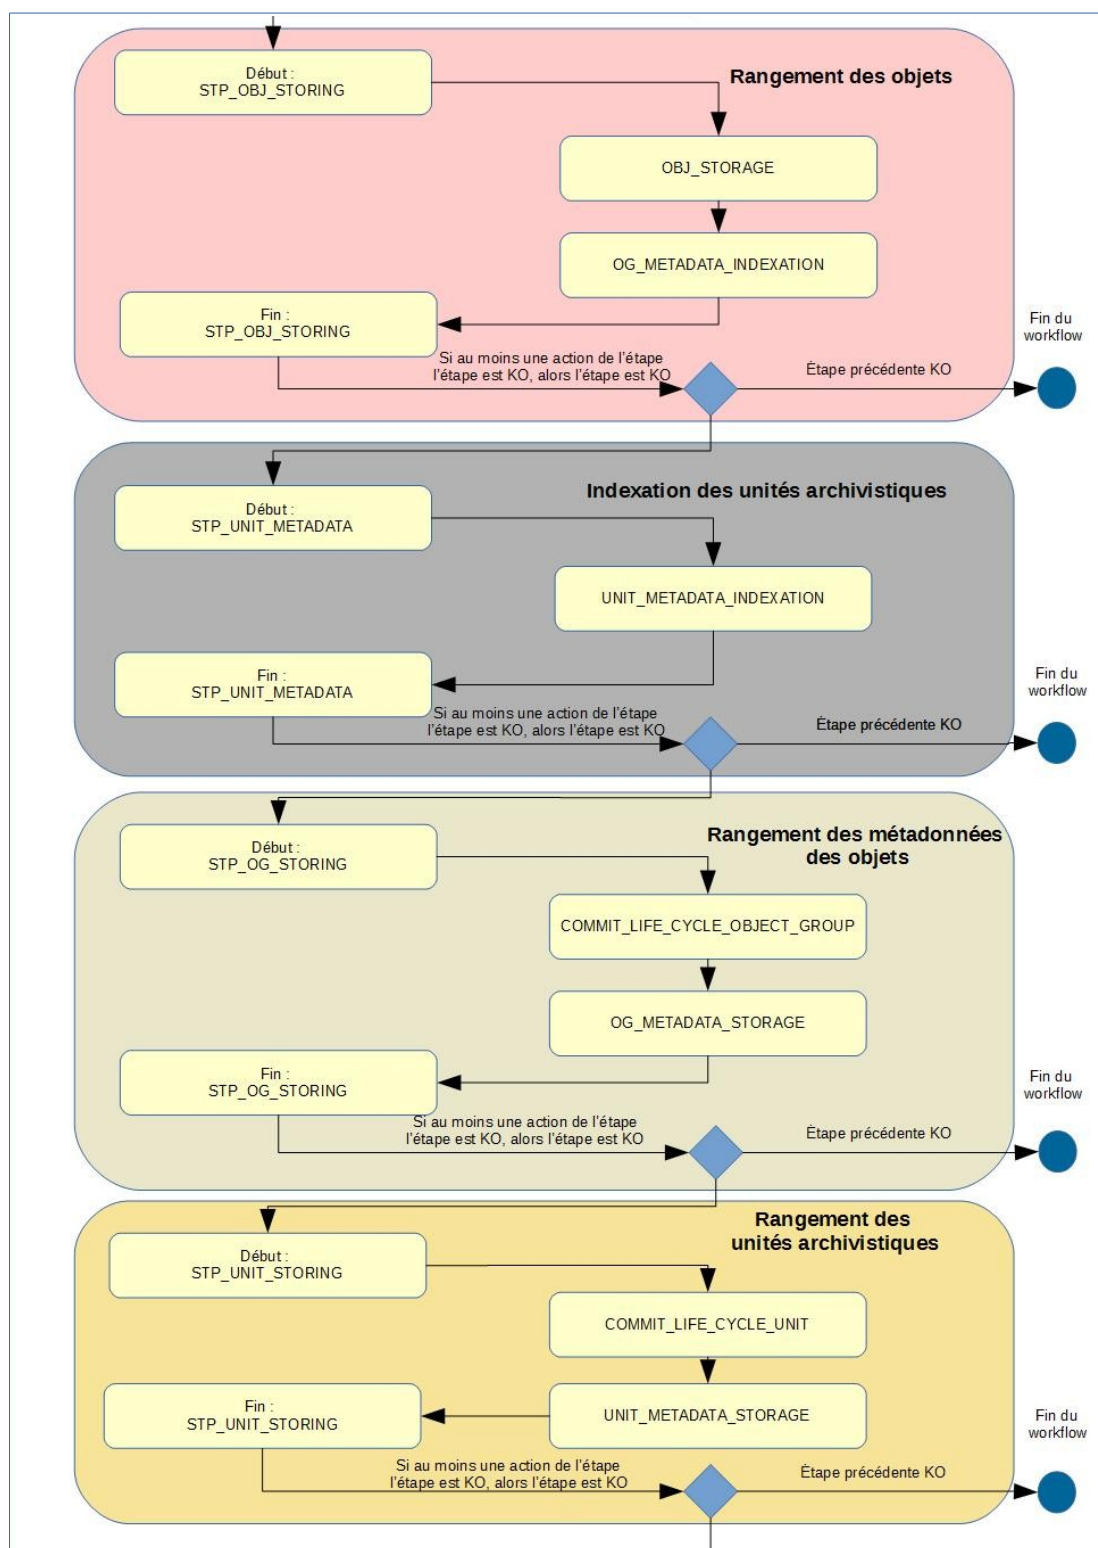 Début :
STP_OBJ_STORING
Rangement des objets
OBJ_STORAGE
OG_METADATA_INDEXATION
Fin :
STP_OBJ_STORING
Si au moins une action de l'étape
l'étape est KO, alors l'étape est KO
Étape précédente KO
Fin du
workflow
Indexation des unités archivistiques
Début :
STP_UNIT_METADATA
UNIT_METADATA_INDEXATION
Fin :
STP_UNIT_METADATA
Si au moins une action de l'étape
l'étape est KO, alors l'étape est KO
Étape précédente KO
Fin du
workflow
Rangement des métadonnées
des objets
Début :
STP_OG_STORING
COMMIT_LIFE_CYCLE_OBJECT_GROUP
OG_METADATA_STORAGE
Fin :
STP_OG_STORING
Si au moins une action de l'étape
l'étape est KO, alors l'étape est KO
Étape précédente KO
Fin du
workflow
Rangement des
unités archivistiques
Début :
STP_UNIT_STORING
COMMIT_LIFE_CYCLE_UNIT
UNIT_METADATA_STORAGE
Fin :
STP_UNIT_STORING
Si au moins une action de l'étape
l'étape est KO, alors l'étape est KO
Étape précédente KO
Fin du
workflow